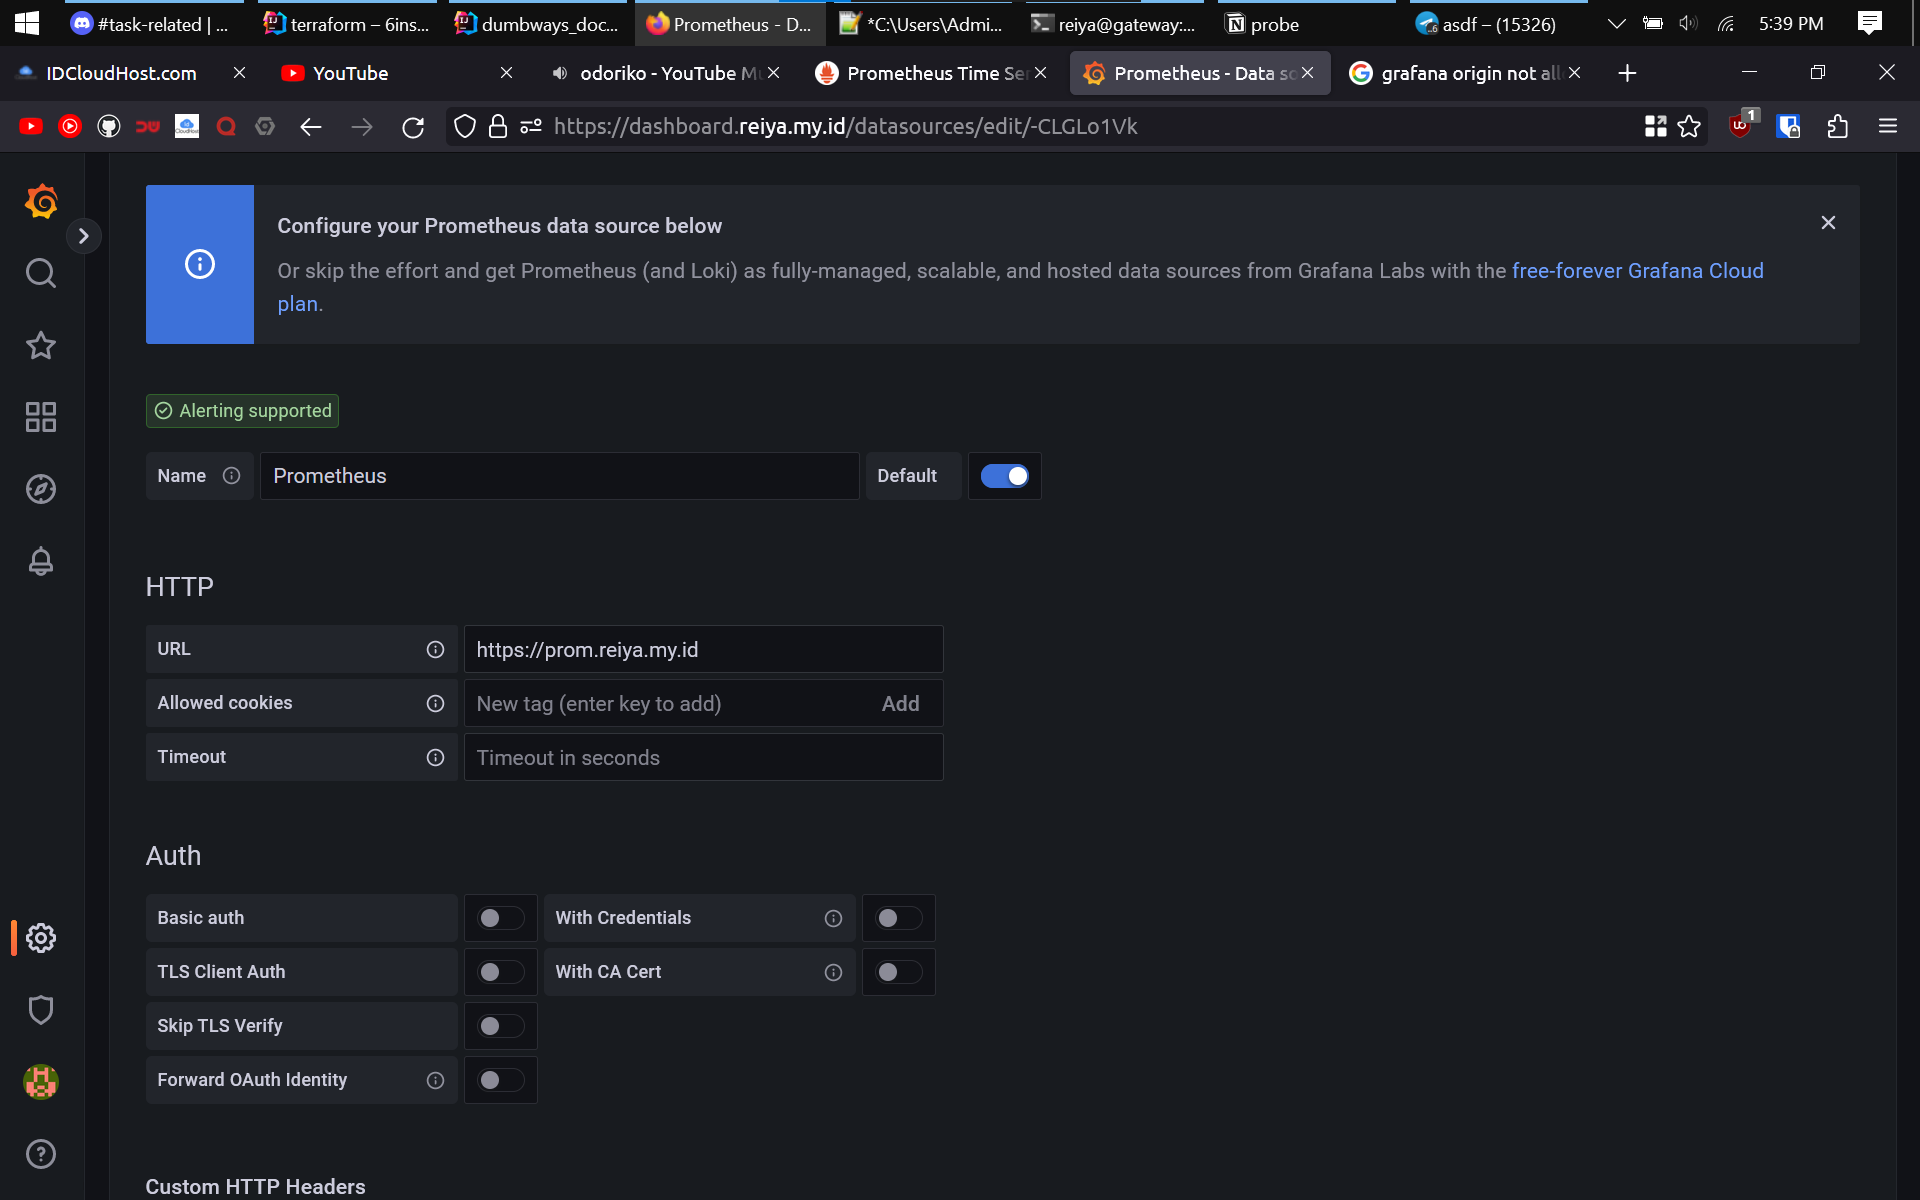 #task-related | ...
terraform – 6ins...
dumbways_doc...
Prometheus - D...
*C:\Users\Admi...
reiya@gateway:...
probe
asdf – (15326)
5:39 PM
IDCloudHost.com
YouTube
odoriko - YouTube Mu
Prometheus Time Ser
Prometheus - Data so
grafana origin not all
https://dashboard.reiya.my.id/datasources/edit/-CLGLo1Vk
1
Configure your Prometheus data source below
Or skip the effort and get Prometheus (and Loki) as fully-managed, scalable, and hosted data sources from Grafana Labs with the free-forever Grafana Cloud
plan.
Alerting supported
Name
Prometheus
Default
HTTP
URL
https://prom.reiya.my.id
Allowed cookies
New tag (enter key to add)
Add
Timeout
Timeout in seconds
Auth
Basic auth
With Credentials
TLS Client Auth
With CA Cert
Skip TLS Verify
Forward OAuth Identity
Custom HTTP Headers